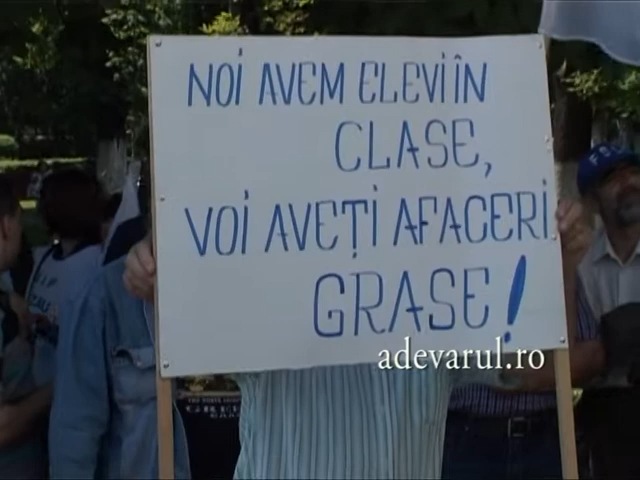 NOI AVEM ELEVI ÎN
CLASE,
VOI AVEȚI AFACERI
GRASE!
adevarul.ro